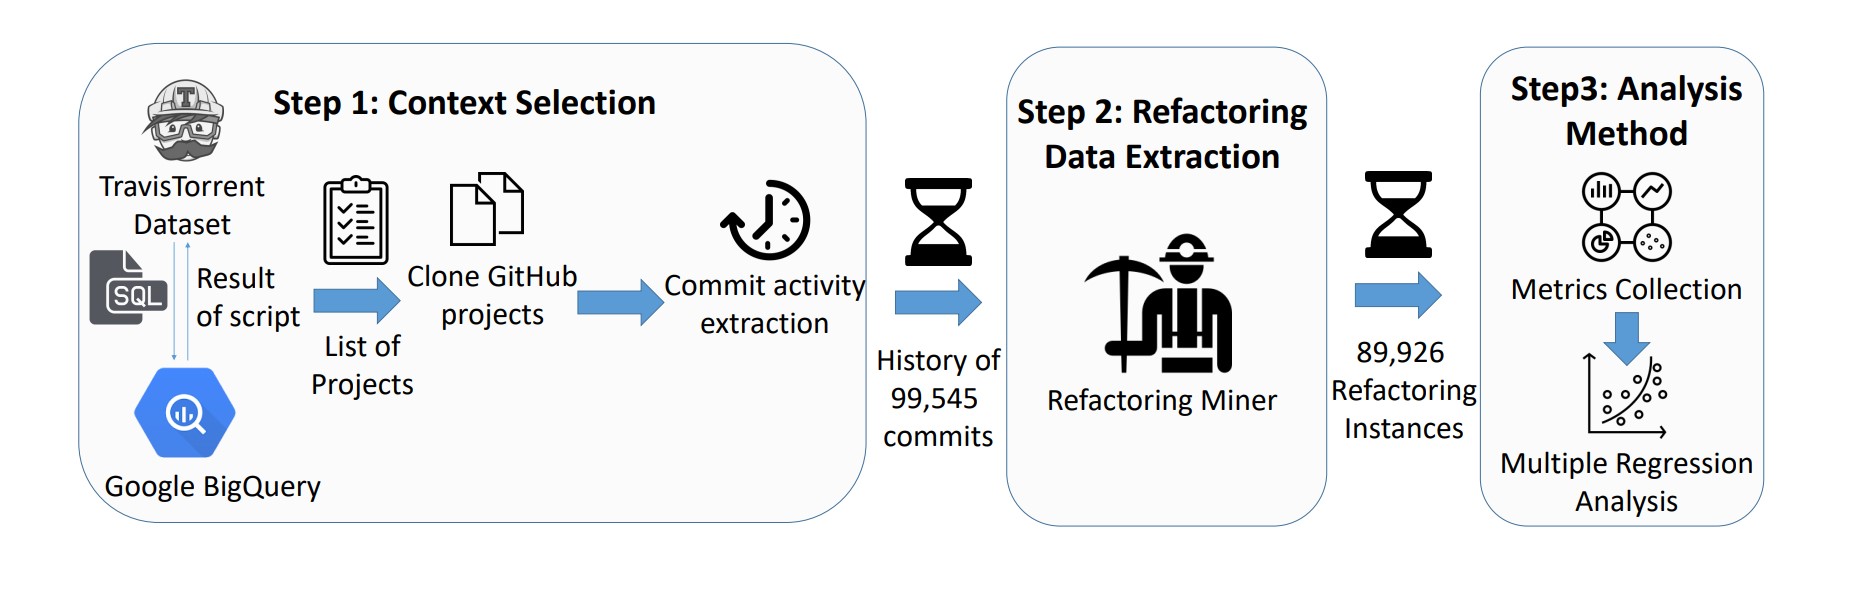 Step 1: Context Selection
T
TravisTorrent
Dataset
SQL
Result
of script
Google BigQuery
List of
Projects
Clone GitHub
projects
Commit activity
extraction
History of
99,545
commits
Step 2: Refactoring
Data Extraction
Refactoring Miner
89,926
Refactoring
Instances
Step3: Analysis
Method
Metrics Collection
Multiple Regression
Analysis